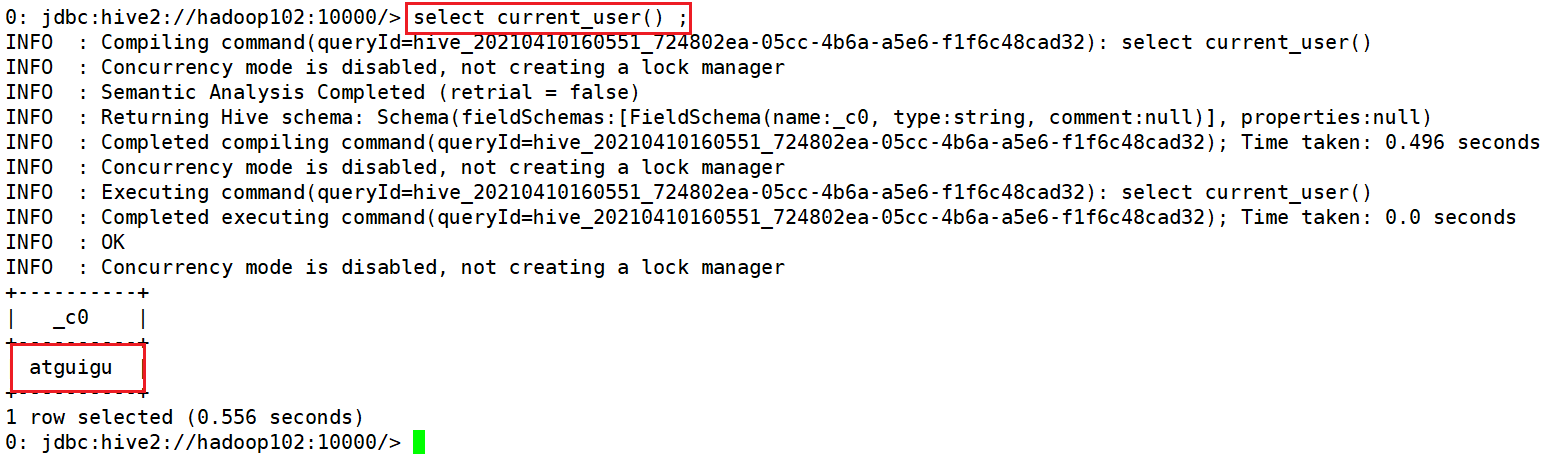 0: jdbc:hive2://hadoop102:10000/> select current_user() ;
INFO  : Compiling command(queryId=hive_20210410160551_724802ea-05cc-4b6a-a5e6-f1f6c48cad32): select current_user()
INFO  : Concurrency mode is disabled, not creating a lock manager
INFO  : Semantic Analysis Completed (retrial = false)
INFO  : Returning Hive schema: Schema(fieldSchemas:[FieldSchema(name:_c0, type:string, comment:null)], properties:null)
INFO  : Completed compiling command(queryId=hive_20210410160551_724802ea-05cc-4b6a-a5e6-f1f6c48cad32); Time taken: 0.496 seconds
INFO  : Concurrency mode is disabled, not creating a lock manager
INFO  : Executing command(queryId=hive_20210410160551_724802ea-05cc-4b6a-a5e6-f1f6c48cad32): select current_user()
INFO  : Completed executing command(queryId=hive_20210410160551_724802ea-05cc-4b6a-a5e6-f1f6c48cad32); Time taken: 0.0 seconds
INFO  : OK
INFO  : Concurrency mode is disabled, not creating a lock manager
+----------+
|   _c0    |
+----------+
| atguigu  |
+----------+
1 row selected (0.556 seconds)
0: jdbc:hive2://hadoop102:10000/>